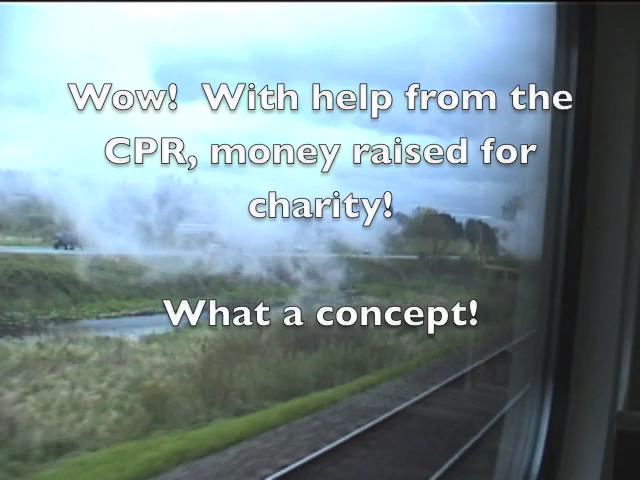 Wow!  With help from the
CPR, money raised for
charity!
What a concept!